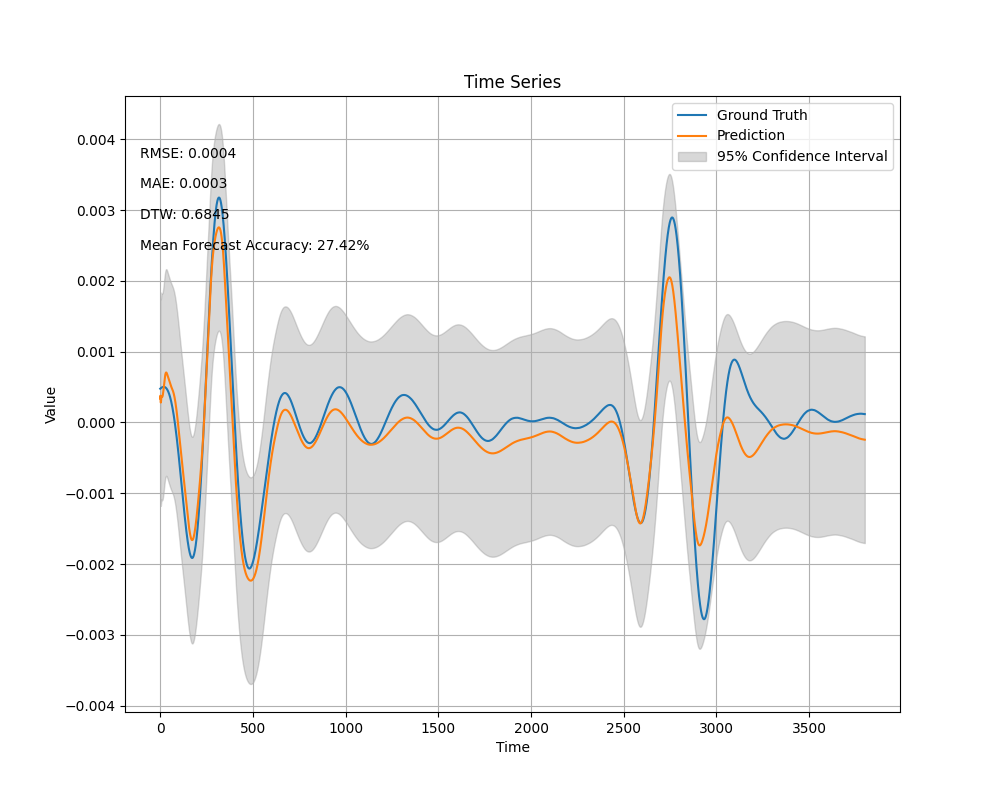 Time Series
Ground Truth
Prediction
95% Confidence Interval
RMSE: 0.0004
MAE: 0.0003
DTW: 0.6845
Mean Forecast Accuracy: 27.42%
Value
0.004
0.003
0.002
0.001
0.000
−0.001
−0.002
−0.003
−0.004
0 500 1000 1500 2000 2500 3000 3500
Time